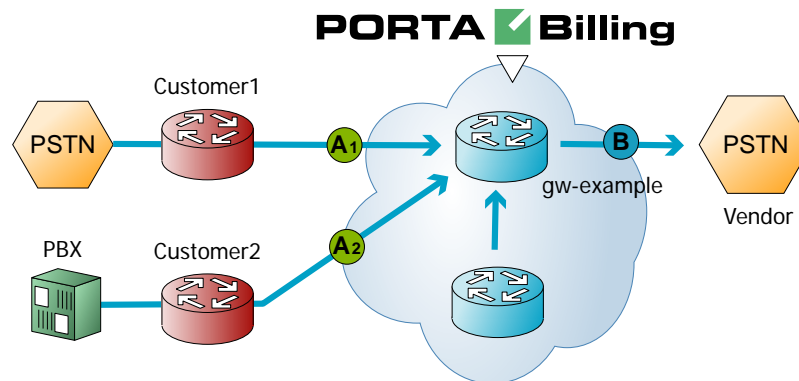 PORTA Billing
Customer1
PSTN
A1
B
PSTN
gw-example
Vendor
PBX
Customer2
A2